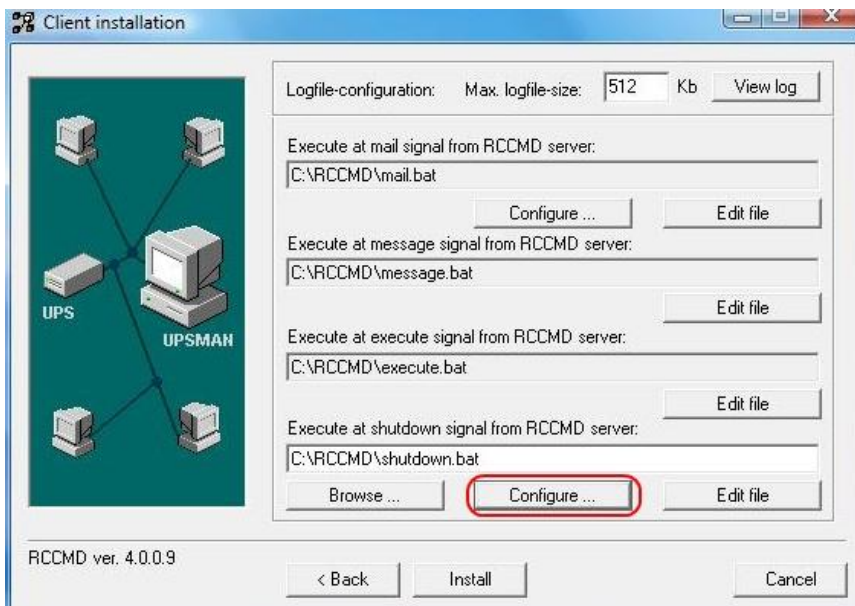 Client installation
Logfile-configuration: Max. logfile-size: 512 Kb View log
Execute at mail signal from RCCMD server:
C:\RCCMD\mail.bat
Configure ... Edit file
Execute at message signal from RCCMD server:
C:\RCCMD\message.bat
Edit file
Execute at execute signal from RCCMD server:
C:\RCCMD\execute.bat
Edit file
Execute at shutdown signal from RCCMD server:
C:\RCCMD\shutdown.bat
Browse ... Configure ... Edit file
UPS
UPSMAN
RCCMD ver. 4.0.0.9
< Back Install Cancel